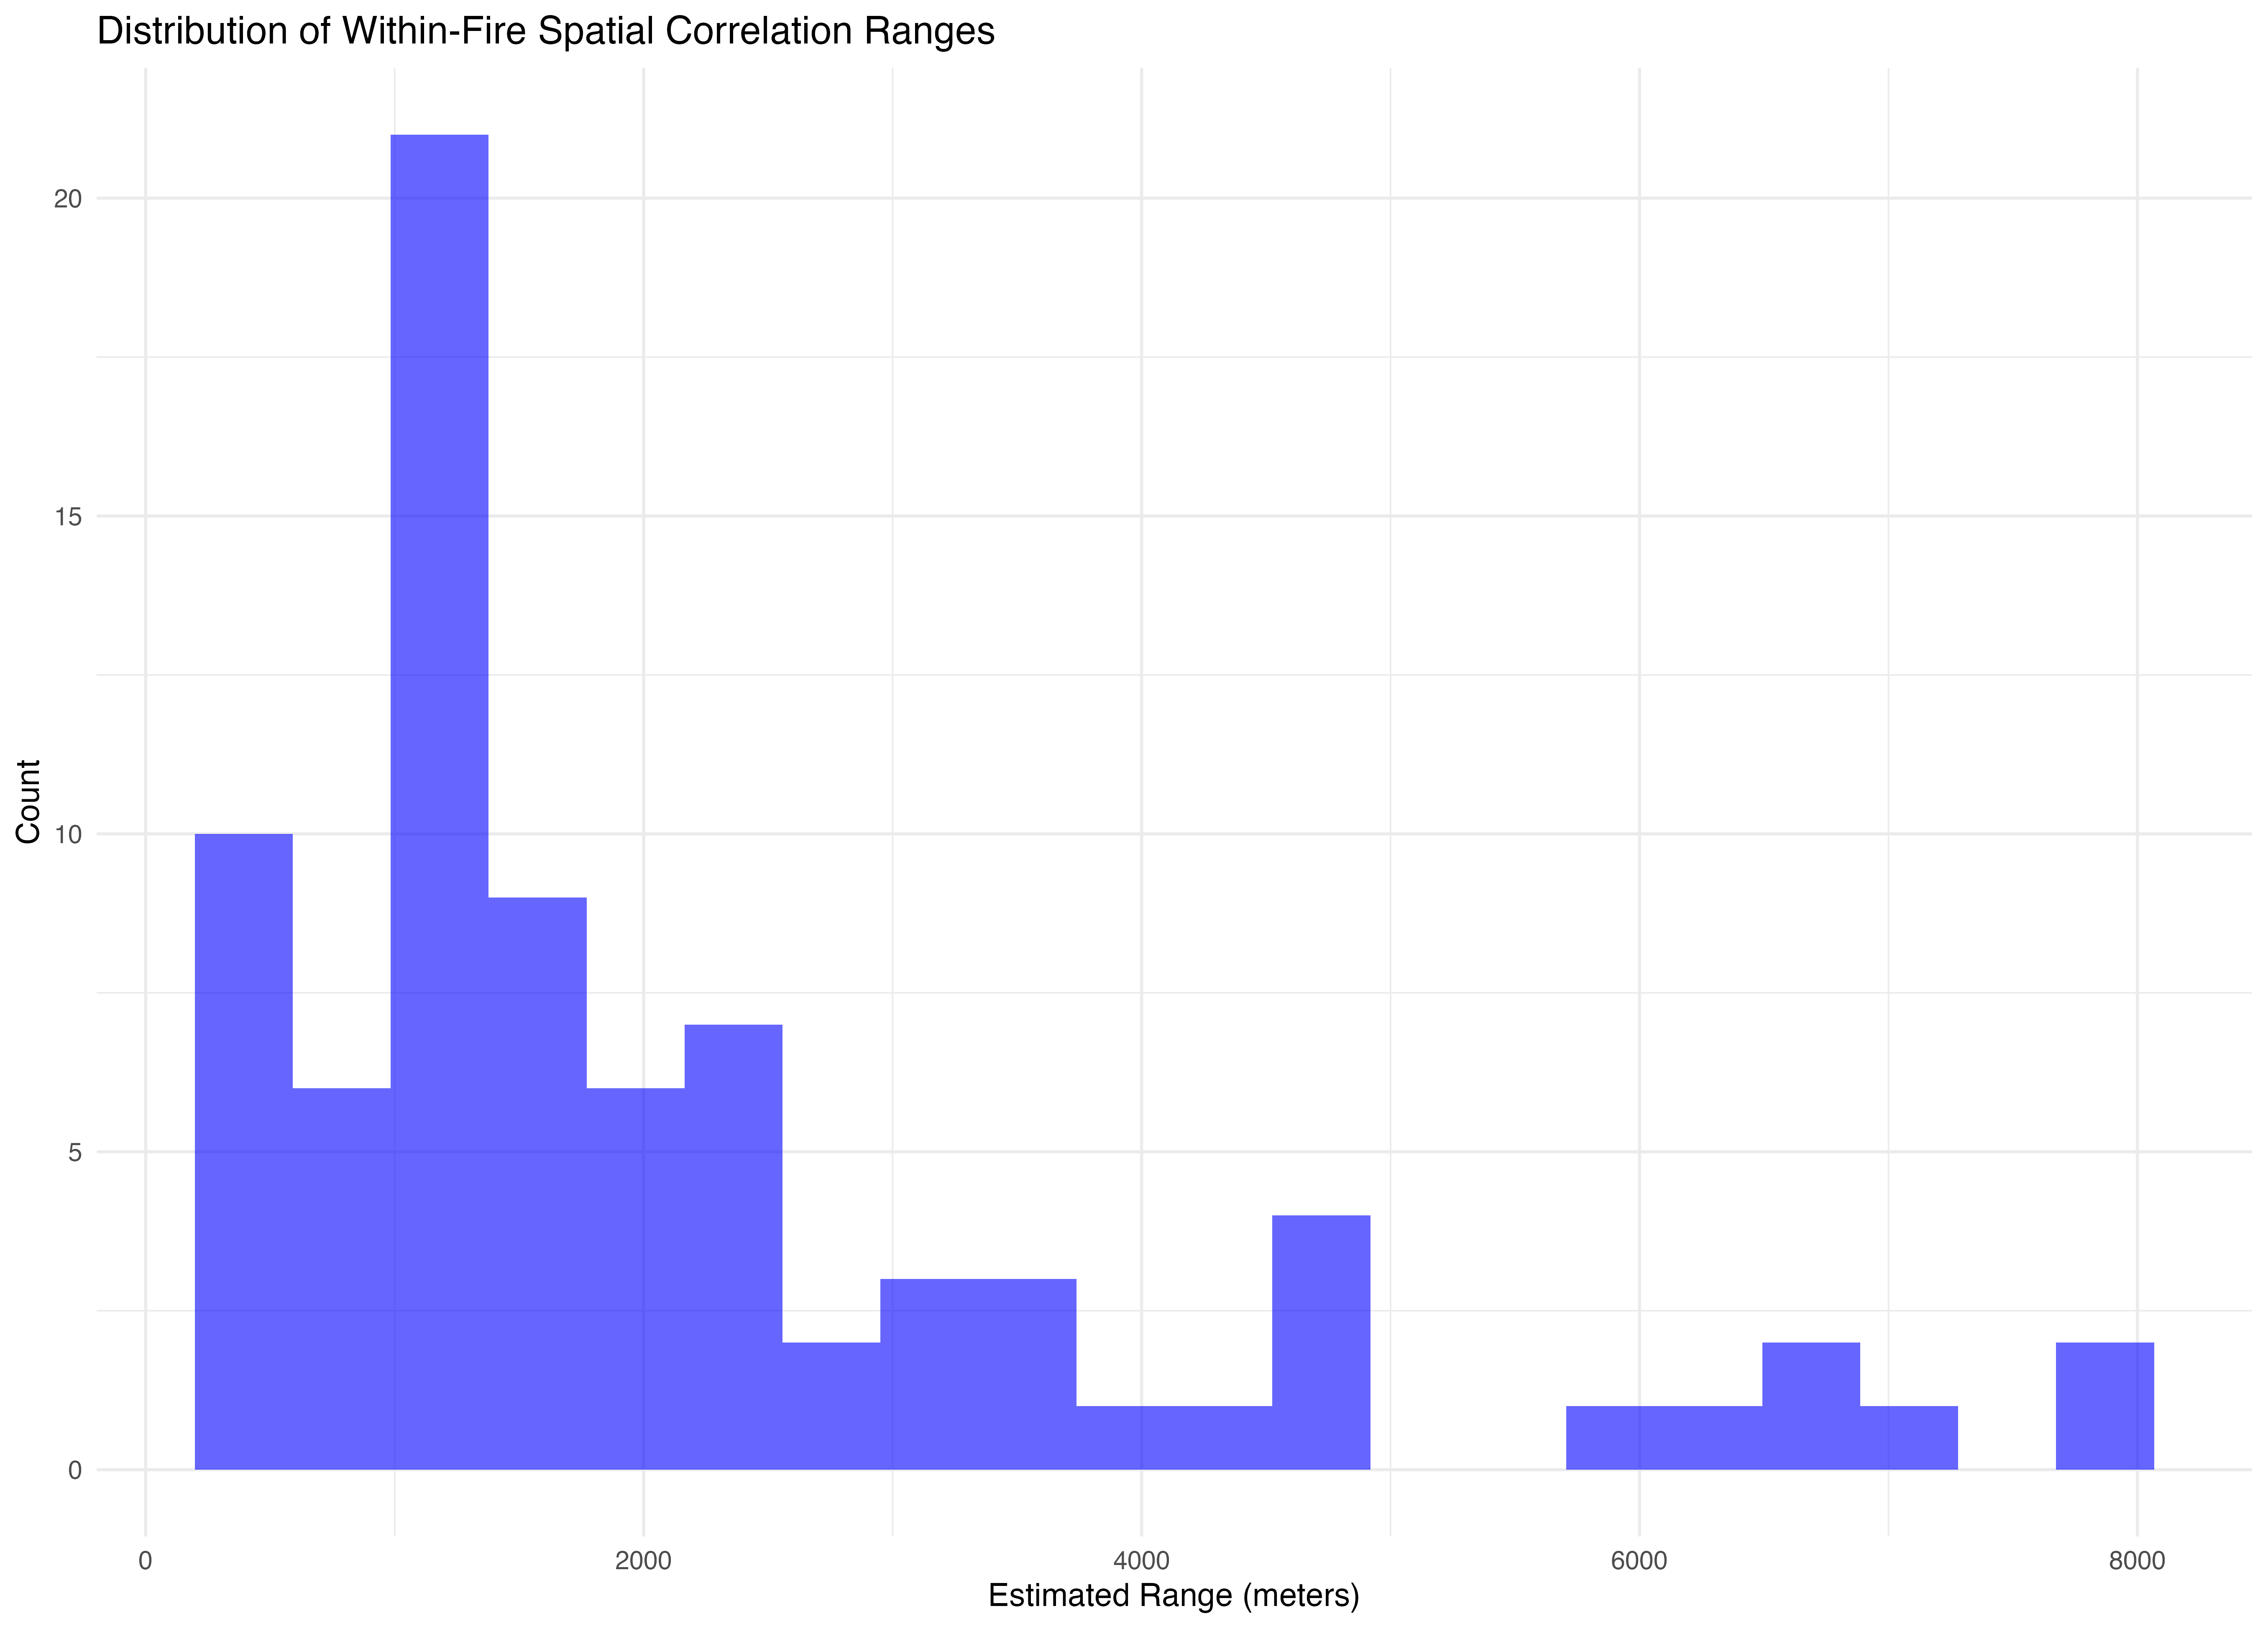 Distribution of Within-Fire Spatial Correlation Ranges
20
15
10
5
0
Count
0 2000 4000 6000 8000
Estimated Range (meters)